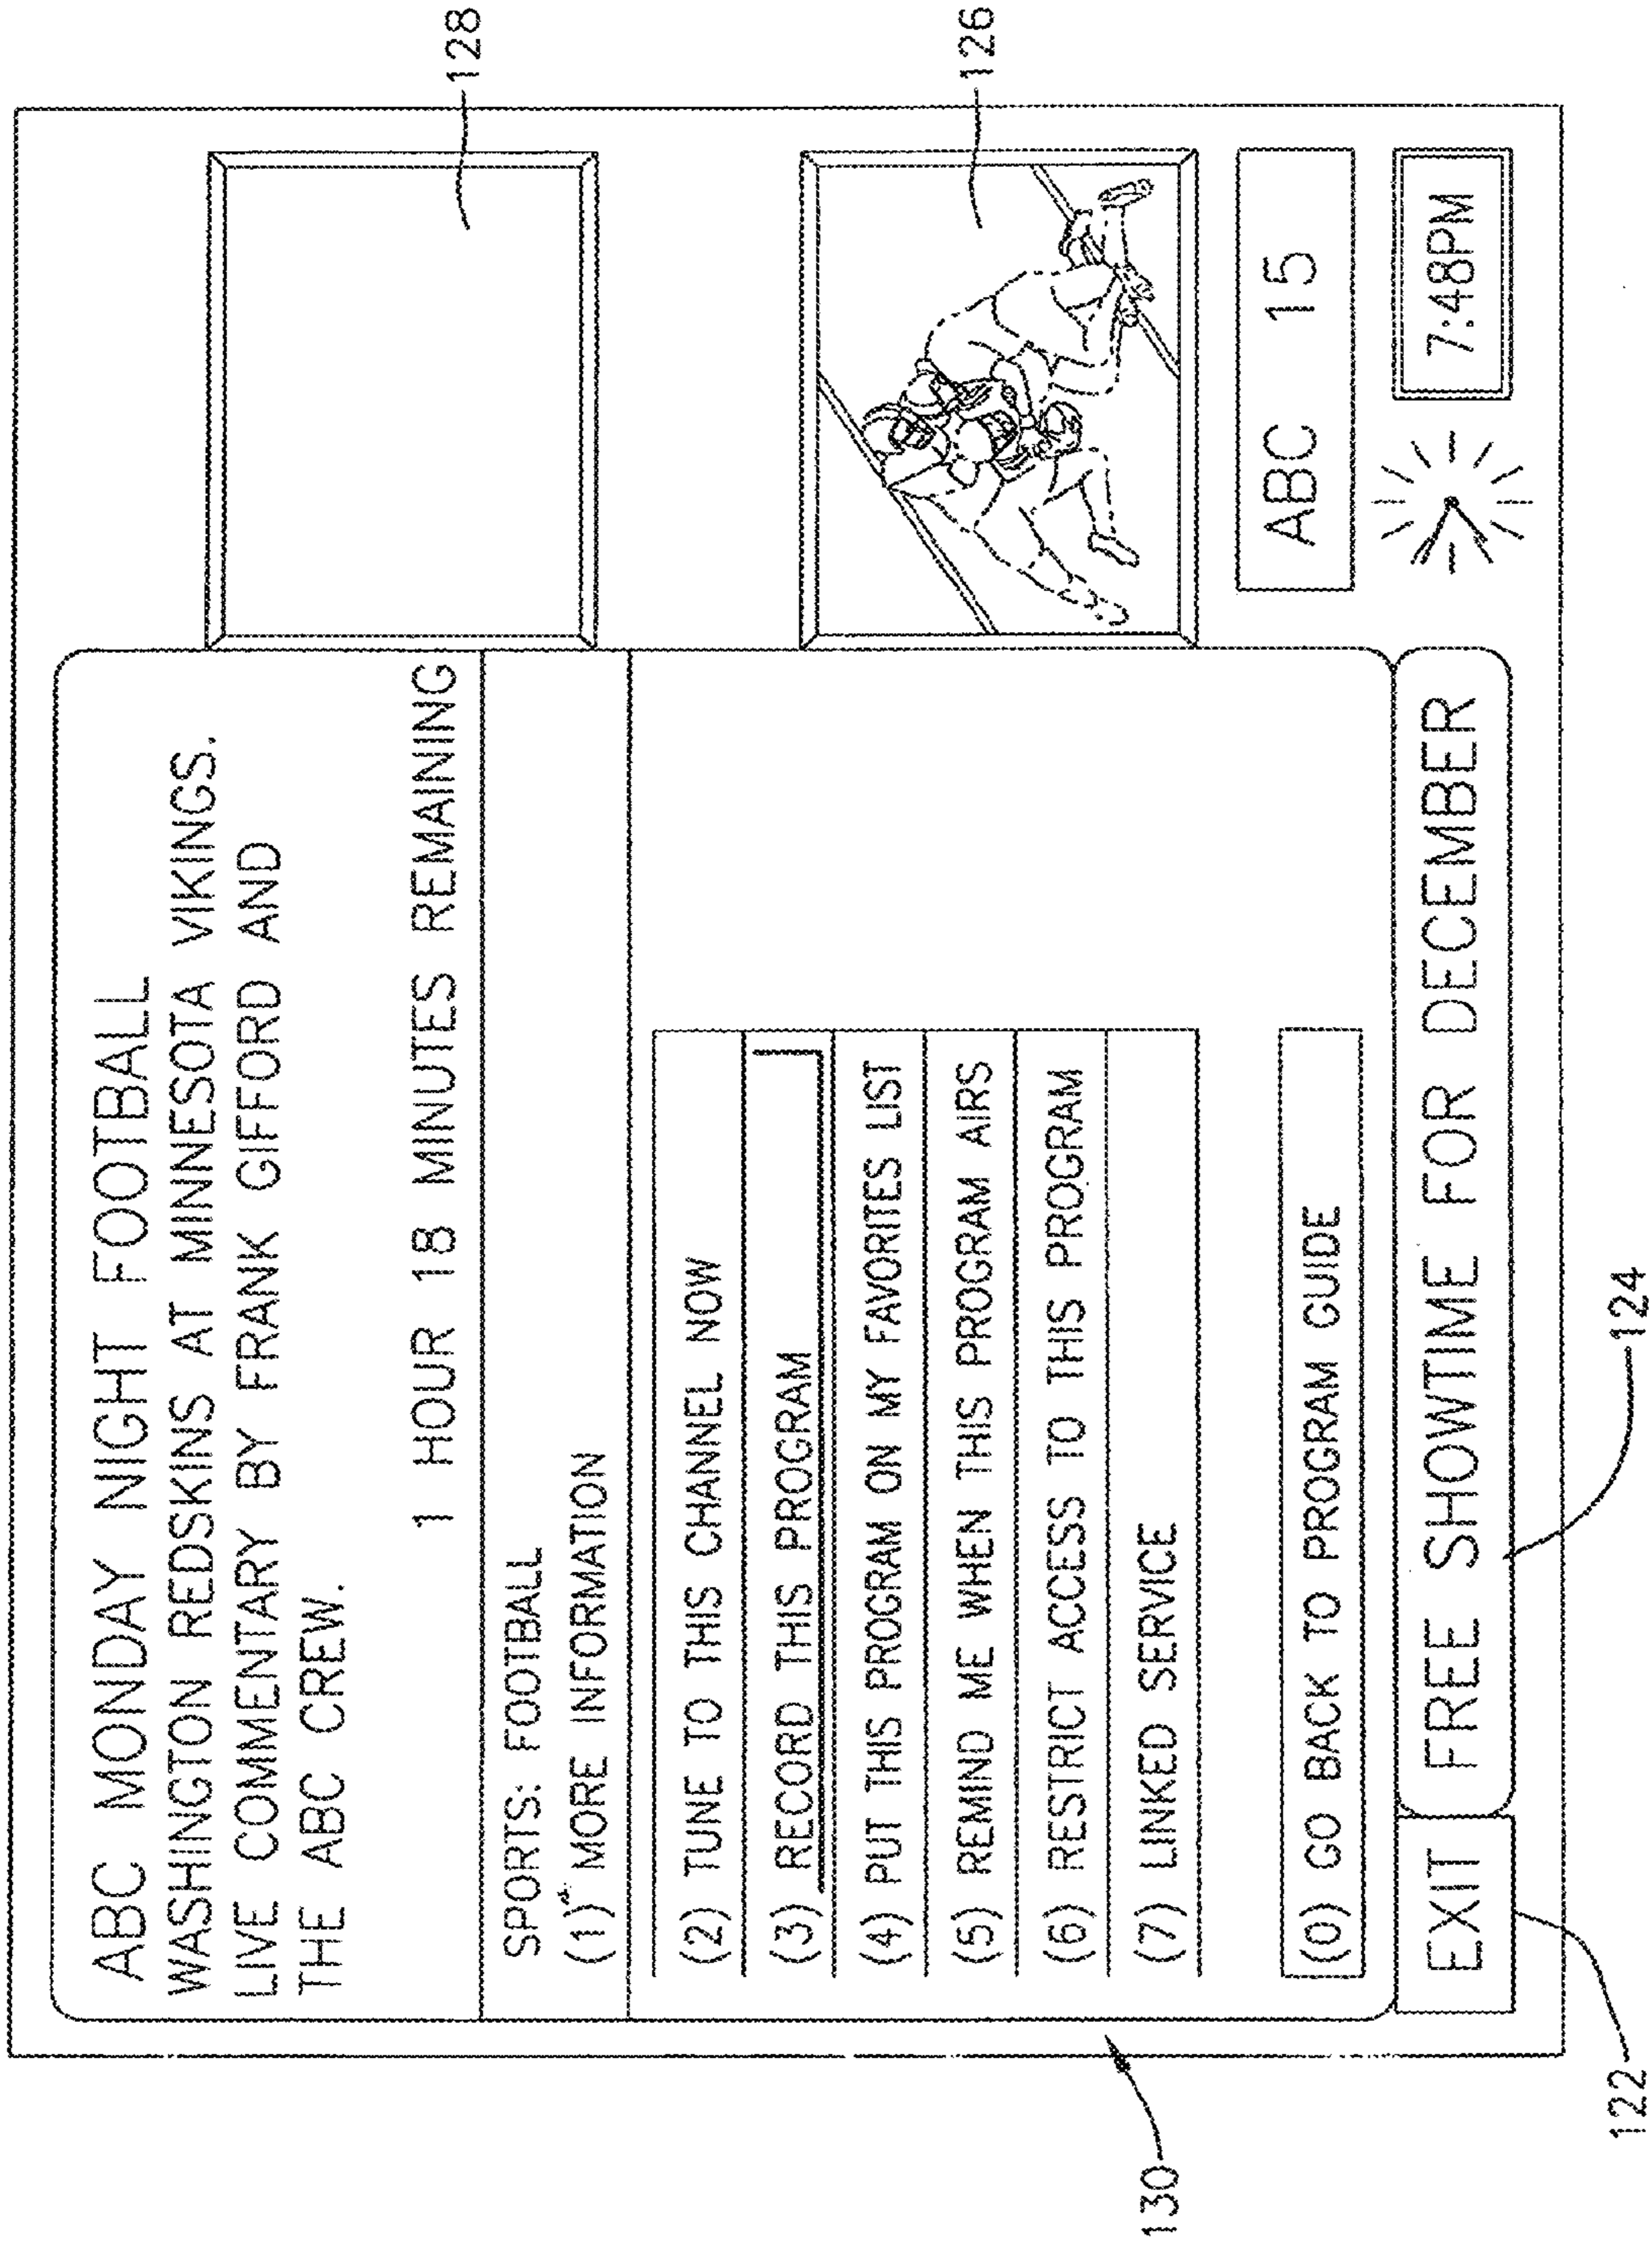 ABC MONDAY NIGHT FOOTBALL
WASHINGTON REDSKINS AT MINNESOTA VIKINGS.
LIVE COMMENTARY BY FRANK GIFFORD AND
THE ABC CREW.
1 HOUR 18 MINUTES REMAINING
128
SPORTS: FOOTBALL
(1) MORE INFORMATION
(2) TUNE TO THIS CHANNEL NOW
(3) RECORD THIS PROGRAM
(4) PUT THIS PROGRAM ON MY FAVORITES LIST
(5) REMIND ME WHEN THIS PROGRAM AIRS
(6) RESTRICT ACCESS TO THIS PROGRAM
(7) LINKED SERVICE
126
130
(0) GO BACK TO PROGRAM GUIDE
ABC 15
EXIT
FREE SHOWTIME FOR DECEMBER
7:48PM
122
124